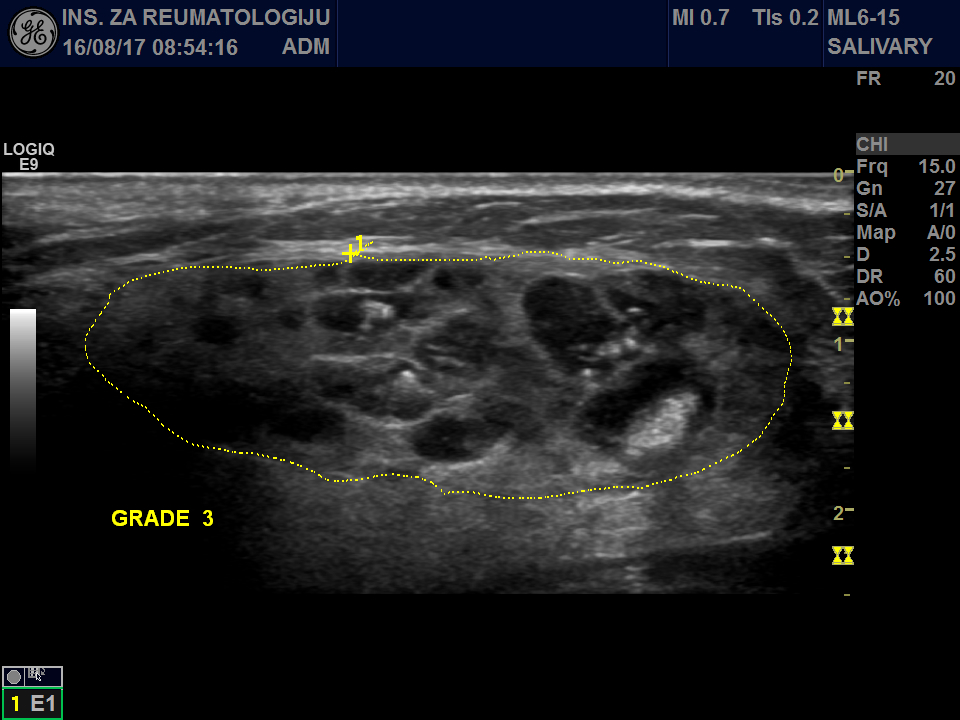 INS. ZA REUMATOLOGIJU
16/08/17 08:54:16 ADM
MI 0.7 TIs 0.2
ML6-15
SALIVARY
FR 20
LOGIQ
E9
CHI
Frq 15.0
Gn 27
S/A 1/1
Map A/0
D 2.5
DR 60
AO% 100
0
1
1
2
GRADE 3
1 E1